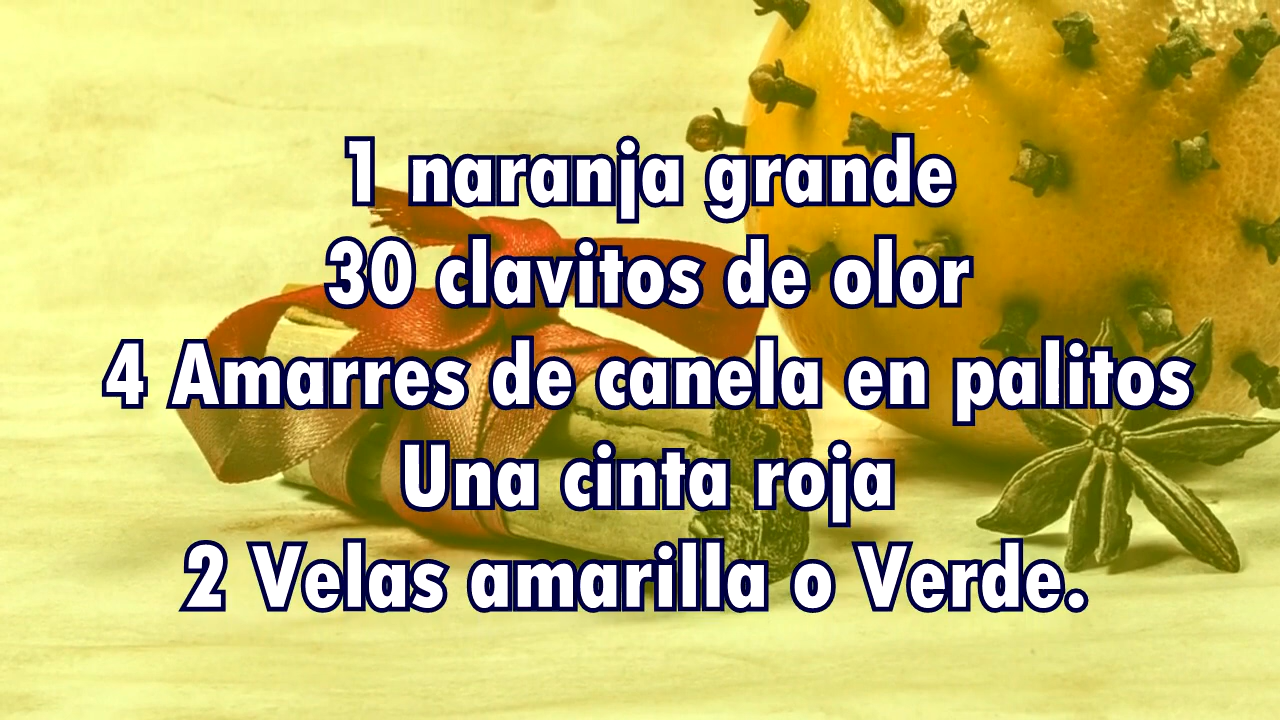 1 naranja grande
30 clavitos de olor
4 Amarres de canela en palitos
Una cinta roja
2 Velas amarilla o Verde.